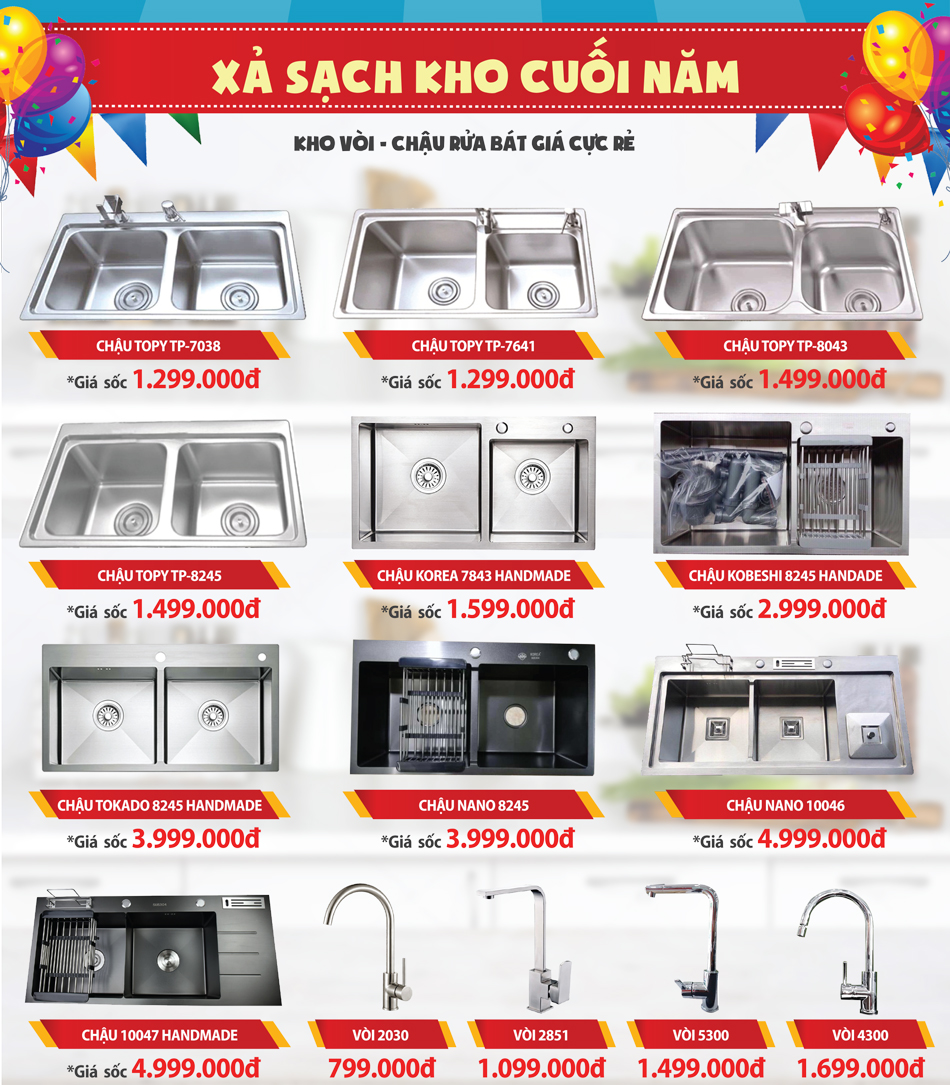 XẢ SẠCH KHO CUỐI NĂM
KHO VÒI - CHẬU RỬA BÁT GIÁ CỰC RẺ
CHẬU TOPY TP-7038
*Giá sốc 1.299.000đ
CHẬU TOPY TP-7641
*Giá sốc 1.299.000đ
CHẬU TOPY TP-8043
*Giá sốc 1.499.000đ
CHẬU TOPY TP-8245
*Giá sốc 1.499.000đ
CHẬU KOREA 7843 HANDMADE
*Giá sốc 1.599.000đ
CHẬU KOBESHI 8245 HANDADE
*Giá sốc 2.999.000đ
CHẬU TOKADO 8245 HANDMADE
*Giá sốc 3.999.000đ
CHẬU NANO 8245
*Giá sốc 3.999.000đ
CHẬU NANO 10046
*Giá sốc 4.999.000đ
CHẬU 10047 HANDMADE
*Giá sốc 4.999.000đ
VÒI 2030
799.000đ
VÒI 2851
1.099.000đ
VÒI 5300
1.499.000đ
VÒI 4300
1.699.000đ